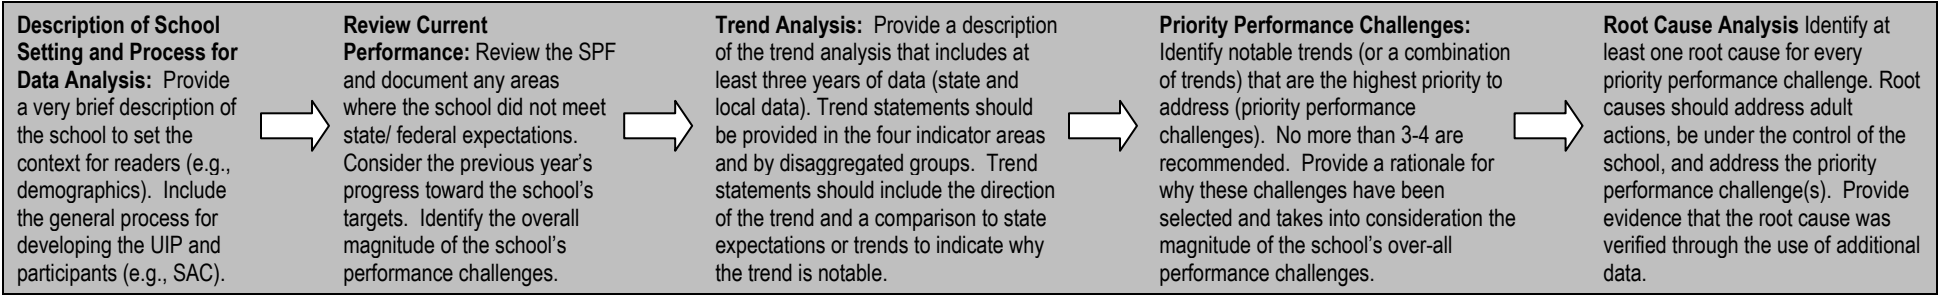 Description of School
Setting and Process for
Data Analysis:  Provide
a very brief description of
the school to set the
context for readers (e.g.,
demographics).  Include
the general process for
developing the UIP and
participants (e.g., SAC).
Review Current
Performance: Review the SPF
and document any areas
where the school did not meet
state/ federal expectations.
Consider the previous year’s
progress toward the school’s
targets.  Identify the overall
magnitude of the school’s
performance challenges.
Trend Analysis:  Provide a description
of the trend analysis that includes at
least three years of data (state and
local data). Trend statements should
be provided in the four indicator areas
and by disaggregated groups.  Trend
statements should include the direction
of the trend and a comparison to state
expectations or trends to indicate why
the trend is notable.
Priority Performance Challenges:
Identify notable trends (or a combination
of trends) that are the highest priority to
address (priority performance
challenges).  No more than 3-4 are
recommended.  Provide a rationale for
why these challenges have been
selected and takes into consideration the
magnitude of the school’s over-all
performance challenges.
Root Cause Analysis Identify at
least one root cause for every
priority performance challenge. Root
causes should address adult
actions, be under the control of the
school, and address the priority
performance challenge(s).  Provide
evidence that the root cause was
verified through the use of additional
data.